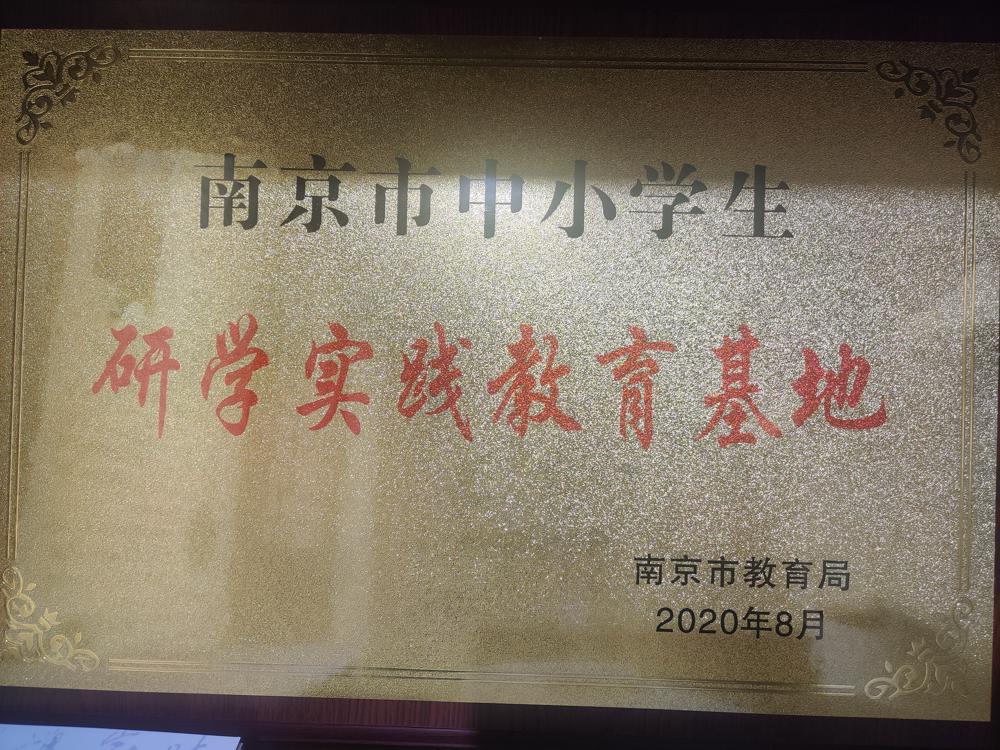 南京市中小学生
研学实践教育基地
南京市教育局
2020年8月